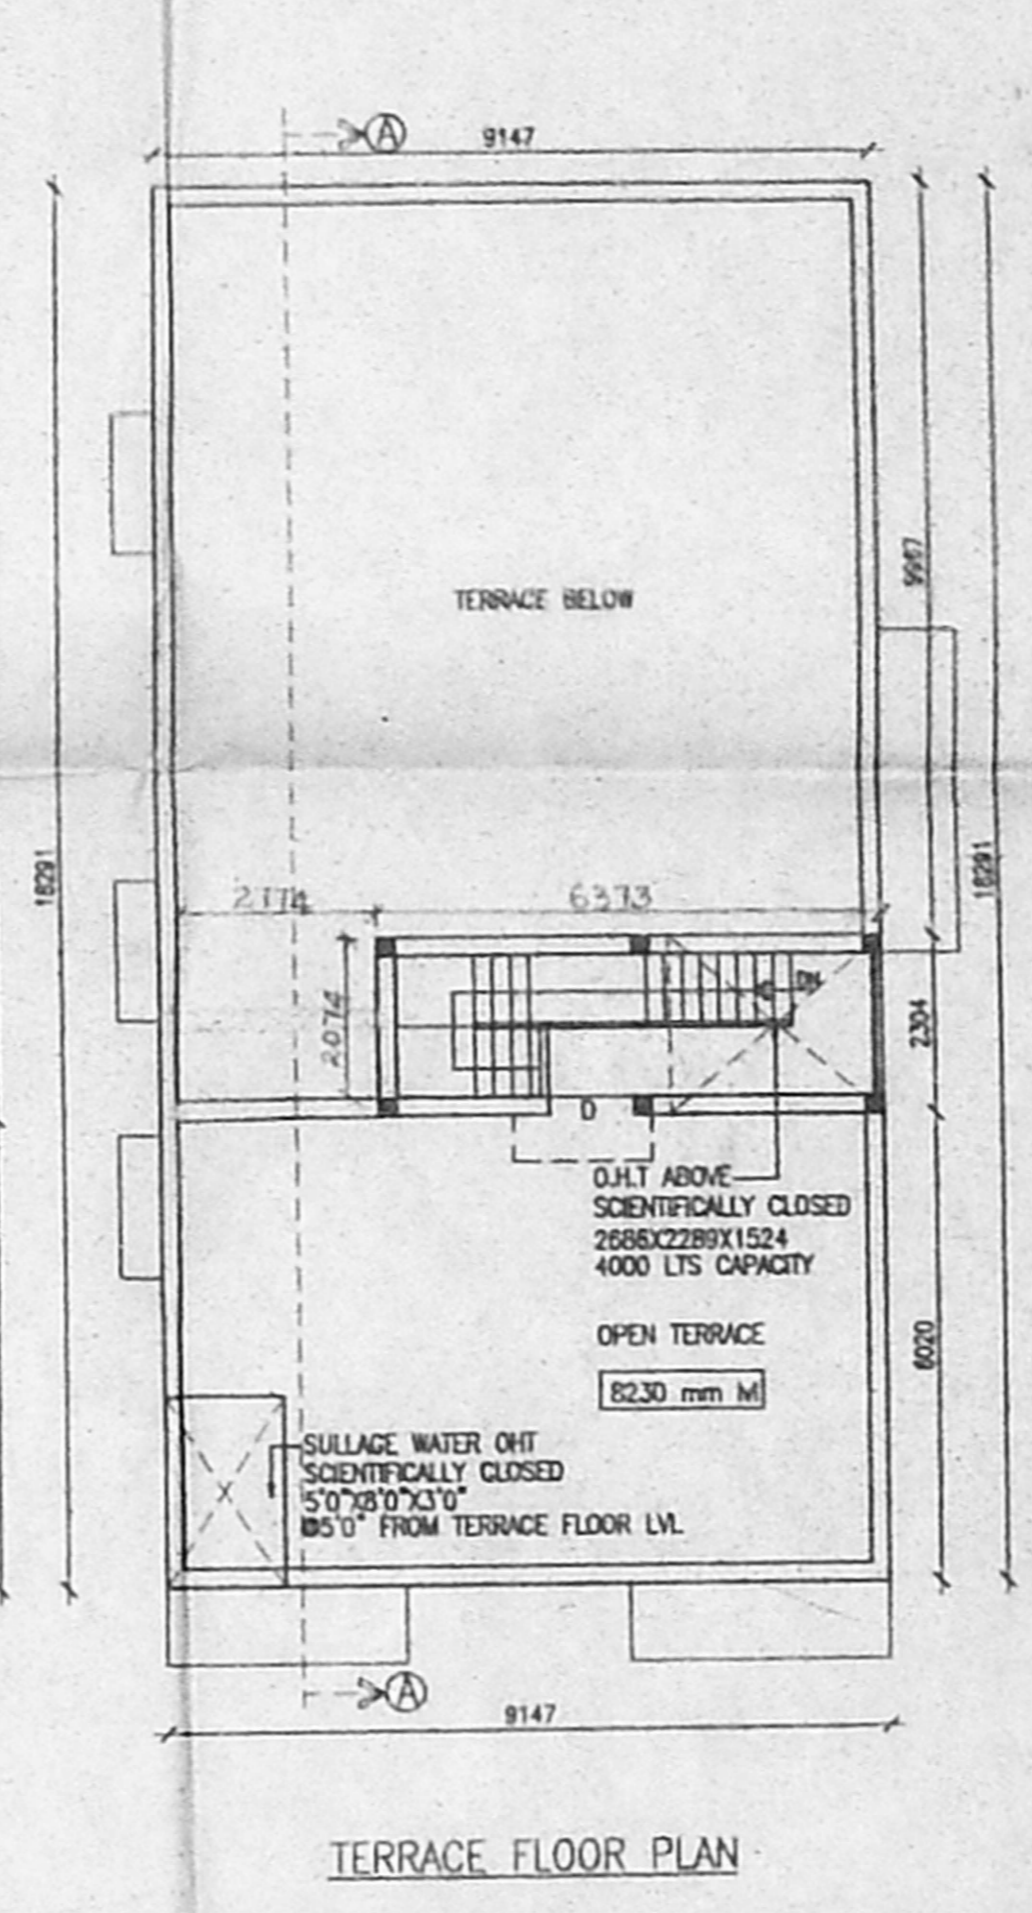 A
9147
9967
TERRACE BELOW
18291
18291
2774
6373
2074
DN
2304
D
O.H.T ABOVE
SCIENTIFICALLY CLOSED
2686X2289X1524
4000 LTS CAPACITY
OPEN TERRACE
6020
8230 mm lvl
SULLAGE WATER OHT
SCIENTIFICALLY CLOSED
5'0"X8'0"X3'0"
@5'0" FROM TERRACE FLOOR LVL
A
9147
TERRACE FLOOR PLAN